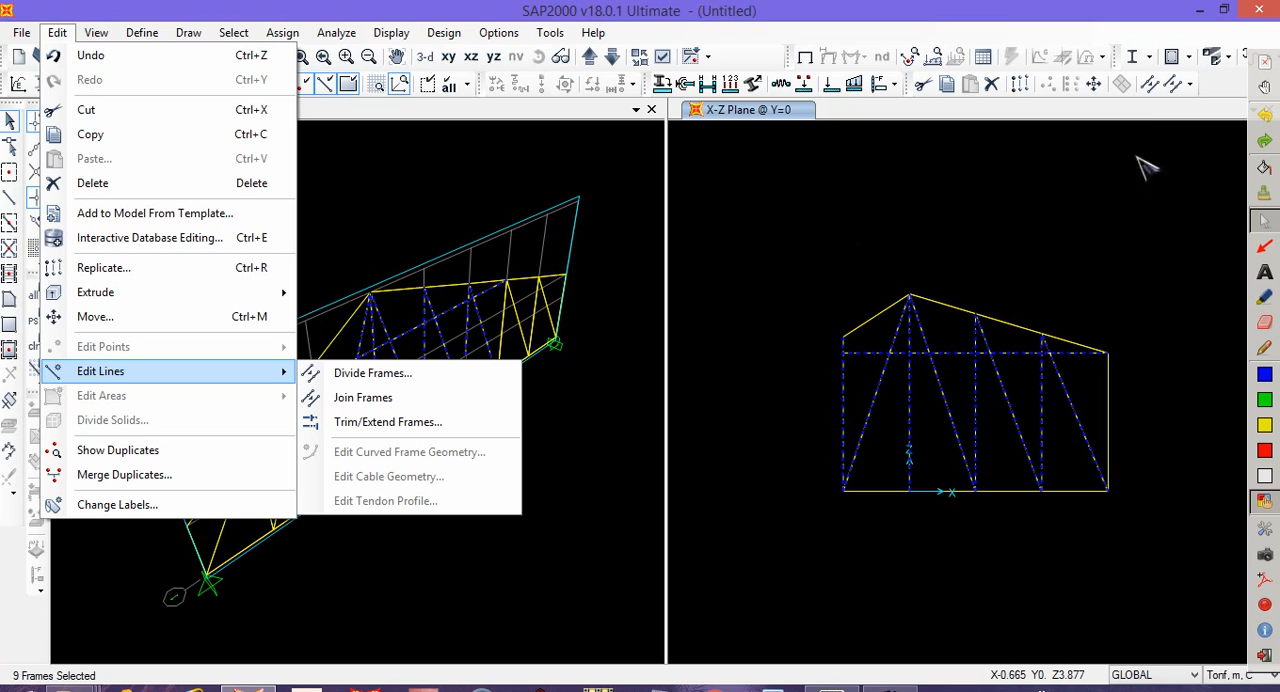 SAP2000 v18.0.1 Ultimate - (Untitled)
File Edit View Define Draw Select Assign Analyze Display Design Options Tools Help
3-d xy xz yz nv
nd
all
nd
X-Z Plane @ Y=0
Undo Ctrl+Z
Redo Ctrl+Y
Cut Ctrl+X
Copy Ctrl+C
Paste... Ctrl+V
Delete Delete
Add to Model From Template...
Interactive Database Editing... Ctrl+E
Replicate... Ctrl+R
Extrude
Move... Ctrl+M
Edit Points
Edit Lines
Edit Areas
Divide Solids...
Show Duplicates
Merge Duplicates...
Change Labels...
Divide Frames...
Join Frames
Trim/Extend Frames...
Edit Curved Frame Geometry...
Edit Cable Geometry...
Edit Tendon Profile...
X
9 Frames Selected
X-0.665 Y0. Z3.877
GLOBAL
Tonf, m, C